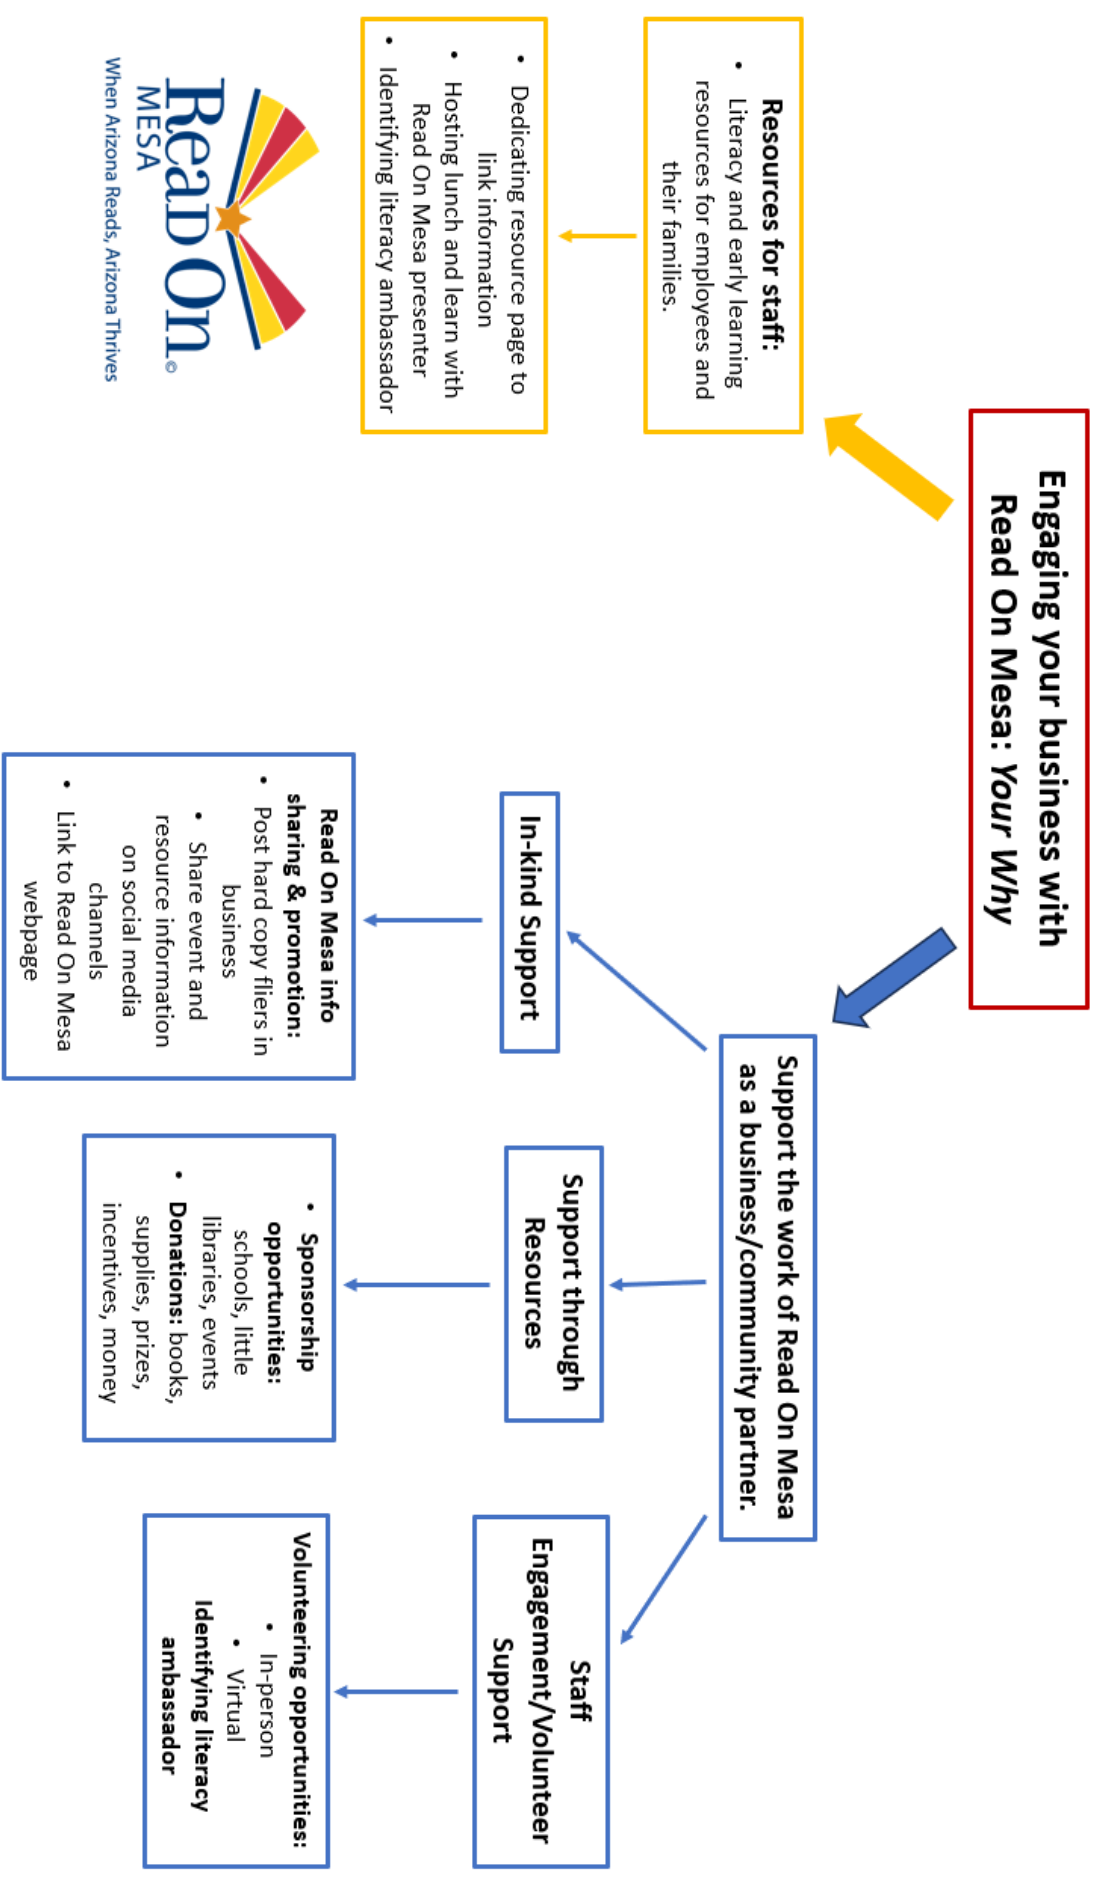 Engaging your business with
Read On Mesa: Your Why
Resources for staff:
• Literacy and early learning
resources for employees and
their families.
• Dedicating resource page to
link information
• Hosting lunch and learn with
Read On Mesa presenter
• Identifying literacy ambassador
Support the work of Read On Mesa
as a business/community partner.
In-kind Support
Read On Mesa info
sharing & promotion:
• Post hard copy fliers in
business
• Share event and
resource information
on social media
channels
• Link to Read On Mesa
webpage
Support through
Resources
• Sponsorship
opportunities:
schools, little
libraries, events
• Donations: books,
supplies, prizes,
incentives, money
Staff
Engagement/Volunteer
Support
Volunteering opportunities:
• In-person
• Virtual
Identifying literacy
ambassador
Read On©
MESA
When Arizona Reads, Arizona Thrives